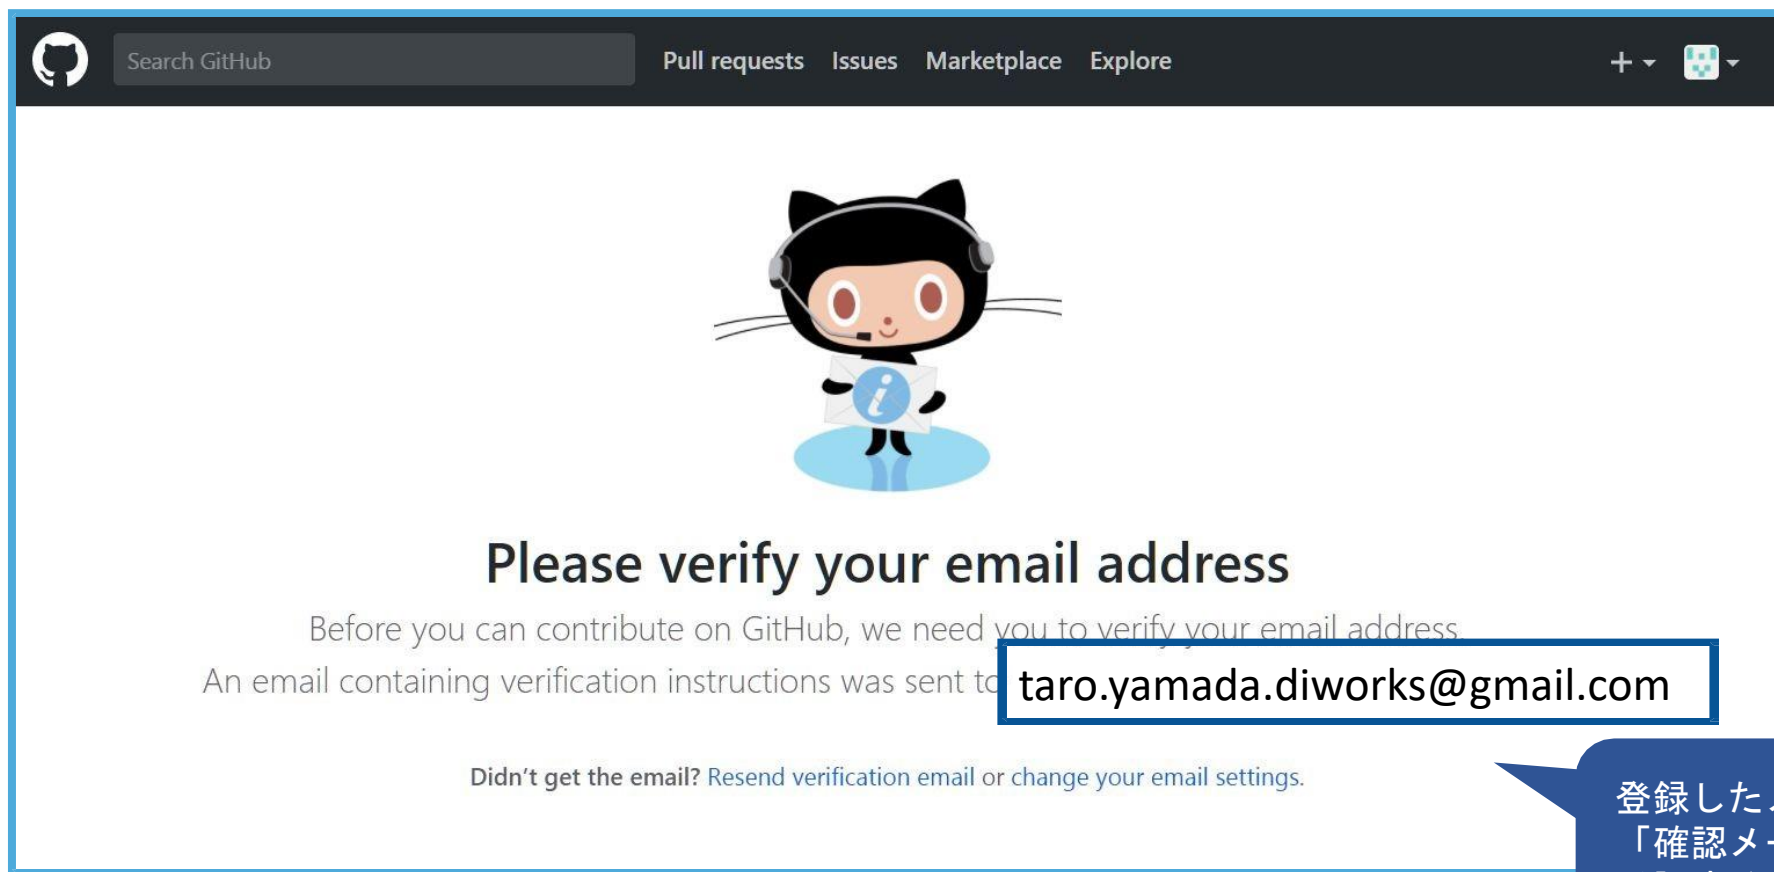 Search GitHub
Pull requests Issues Marketplace Explore
Please verify your email address
Before you can contribute on GitHub, we need you to verify your email address.
An email containing verification instructions was sent to taro.yamada.diworks@gmail.com
Didn't get the email? Resend verification email or change your email settings.
登録した
「確認メー